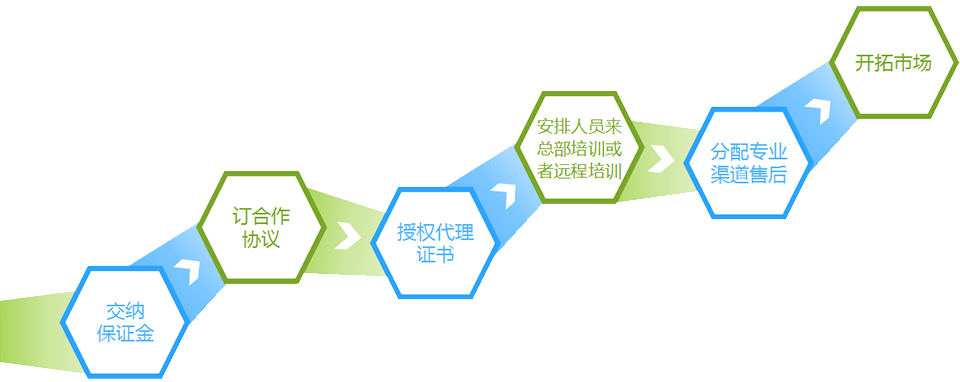 交纳
保证金
订合作
协议
授权代理
证书
安排人员来
总部培训或
者远程培训
分配专业
渠道售后
开拓市场